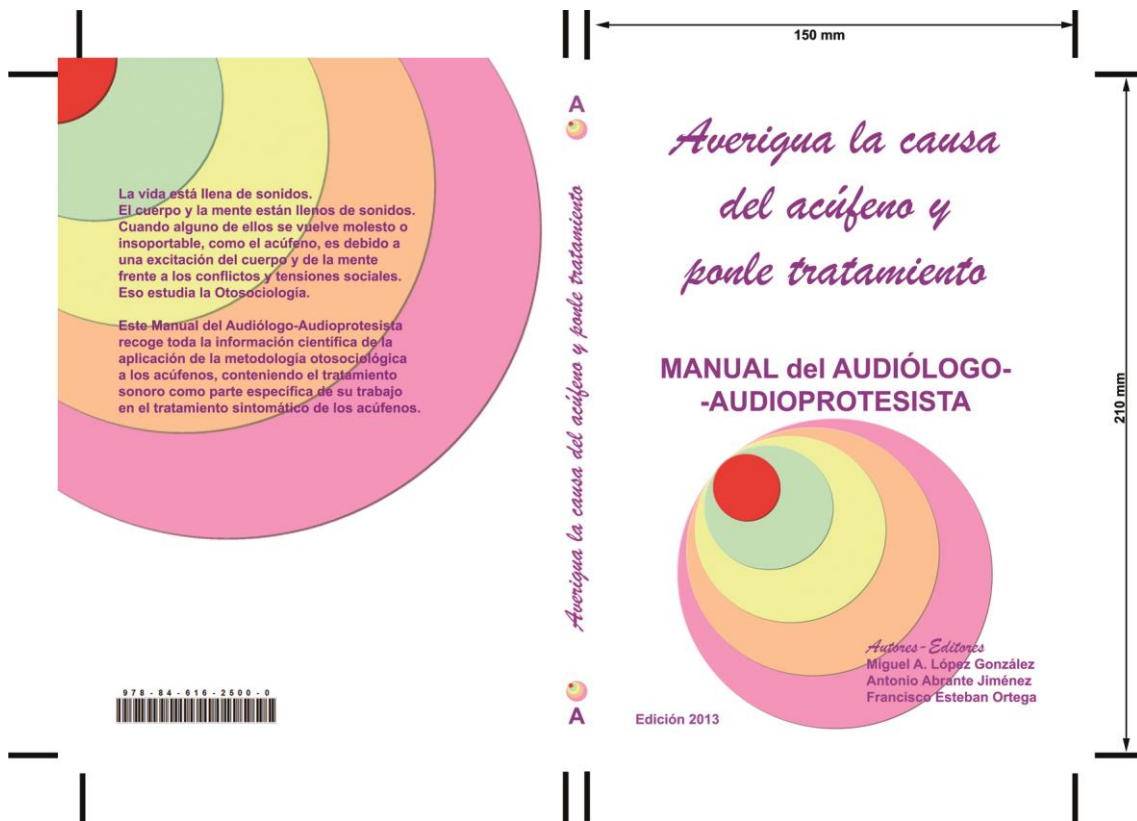 La vida está llena de sonidos.
El cuerpo y la mente están llenos de sonidos.
Cuando alguno de ellos se vuelve molesto o
insoportable, como el acúfeno, es debido a
una excitación del cuerpo y de la mente
frente a los conflictos y tensiones sociales.
Eso estudia la Otosociología.
Este Manual del Audiólogo-Audioprotesista
recoge toda la información científica de la
aplicación de la metodología otosociológica
a los acúfenos, conteniendo el tratamiento
sonoro como parte específica de su trabajo
en el tratamiento sintomático de los acúfenos.
978-84-616-2500-0
A
Averigua la causa del acúfeno y ponle tratamiento
A
150 mm
Averigua la causa
del acúfeno y
ponle tratamiento
MANUAL del AUDIÓLOGO-
-AUDIOPROTESISTA
Autores-Editores
Miguel A. López González
Antonio Abrante Jiménez
Francisco Esteban Ortega
Edición 2013
210 mm